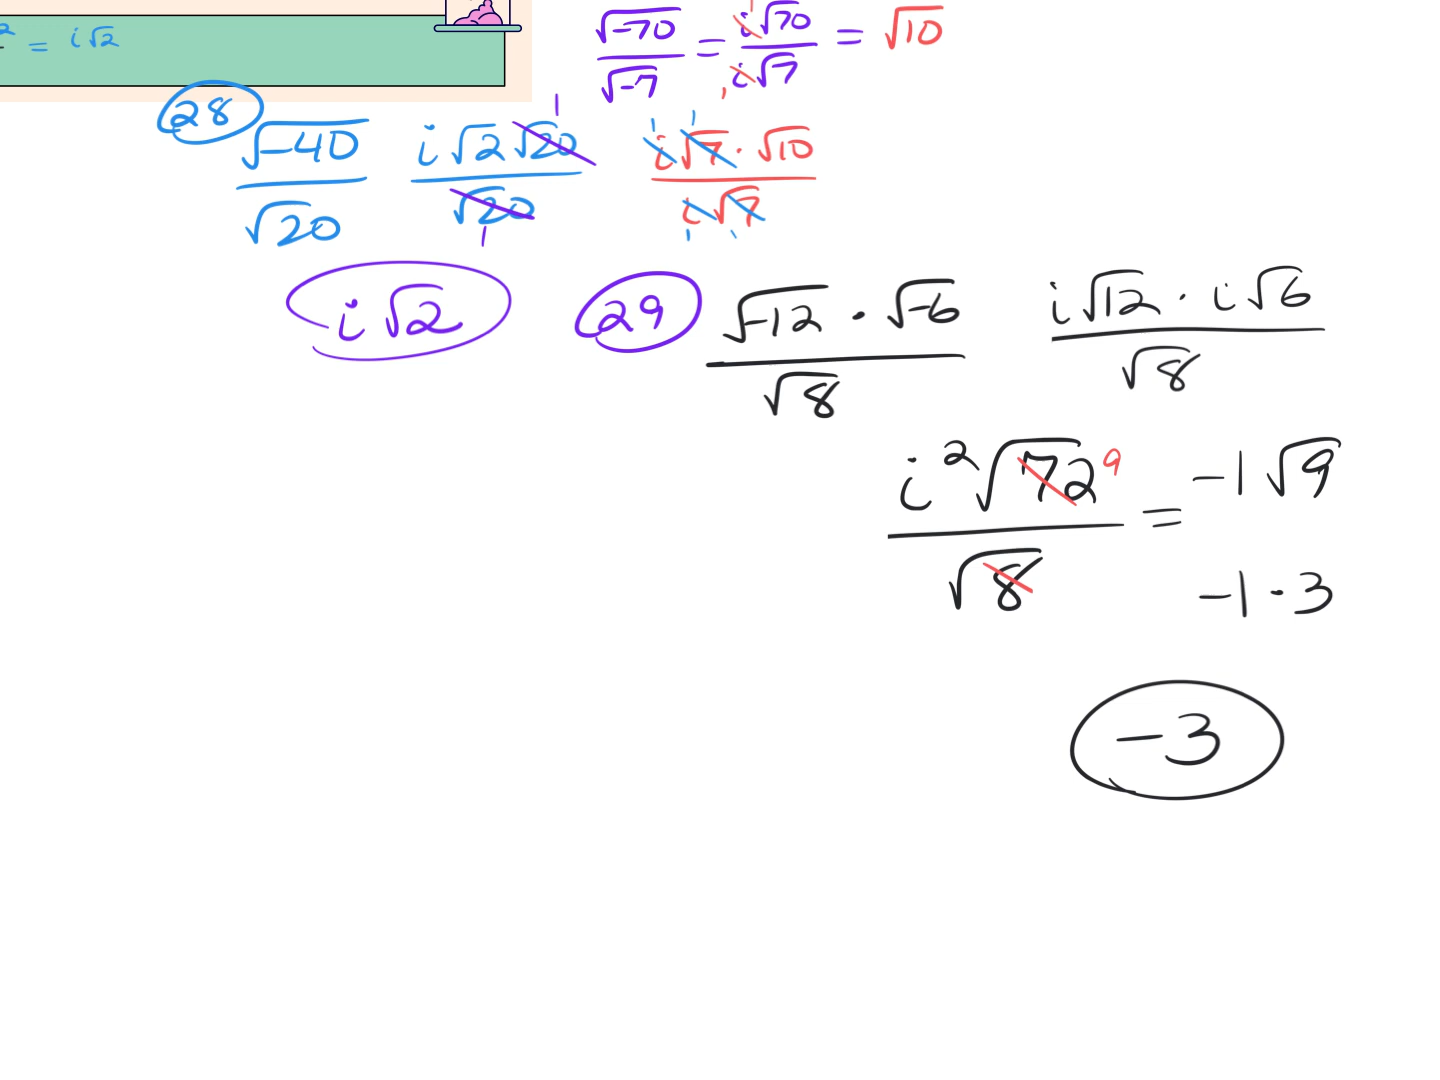 2 = i√2
√-70 / √-7 = i√70 / i√7 = √10
28
√-40 / √20
i√2 √20 / √20
i√7 · √10 / i√7
i√2
29
√-12 · √-6 / √8
i√12 · i√6 / √8
i²√72 9 / √8 = -1√9
-1 · 3
-3